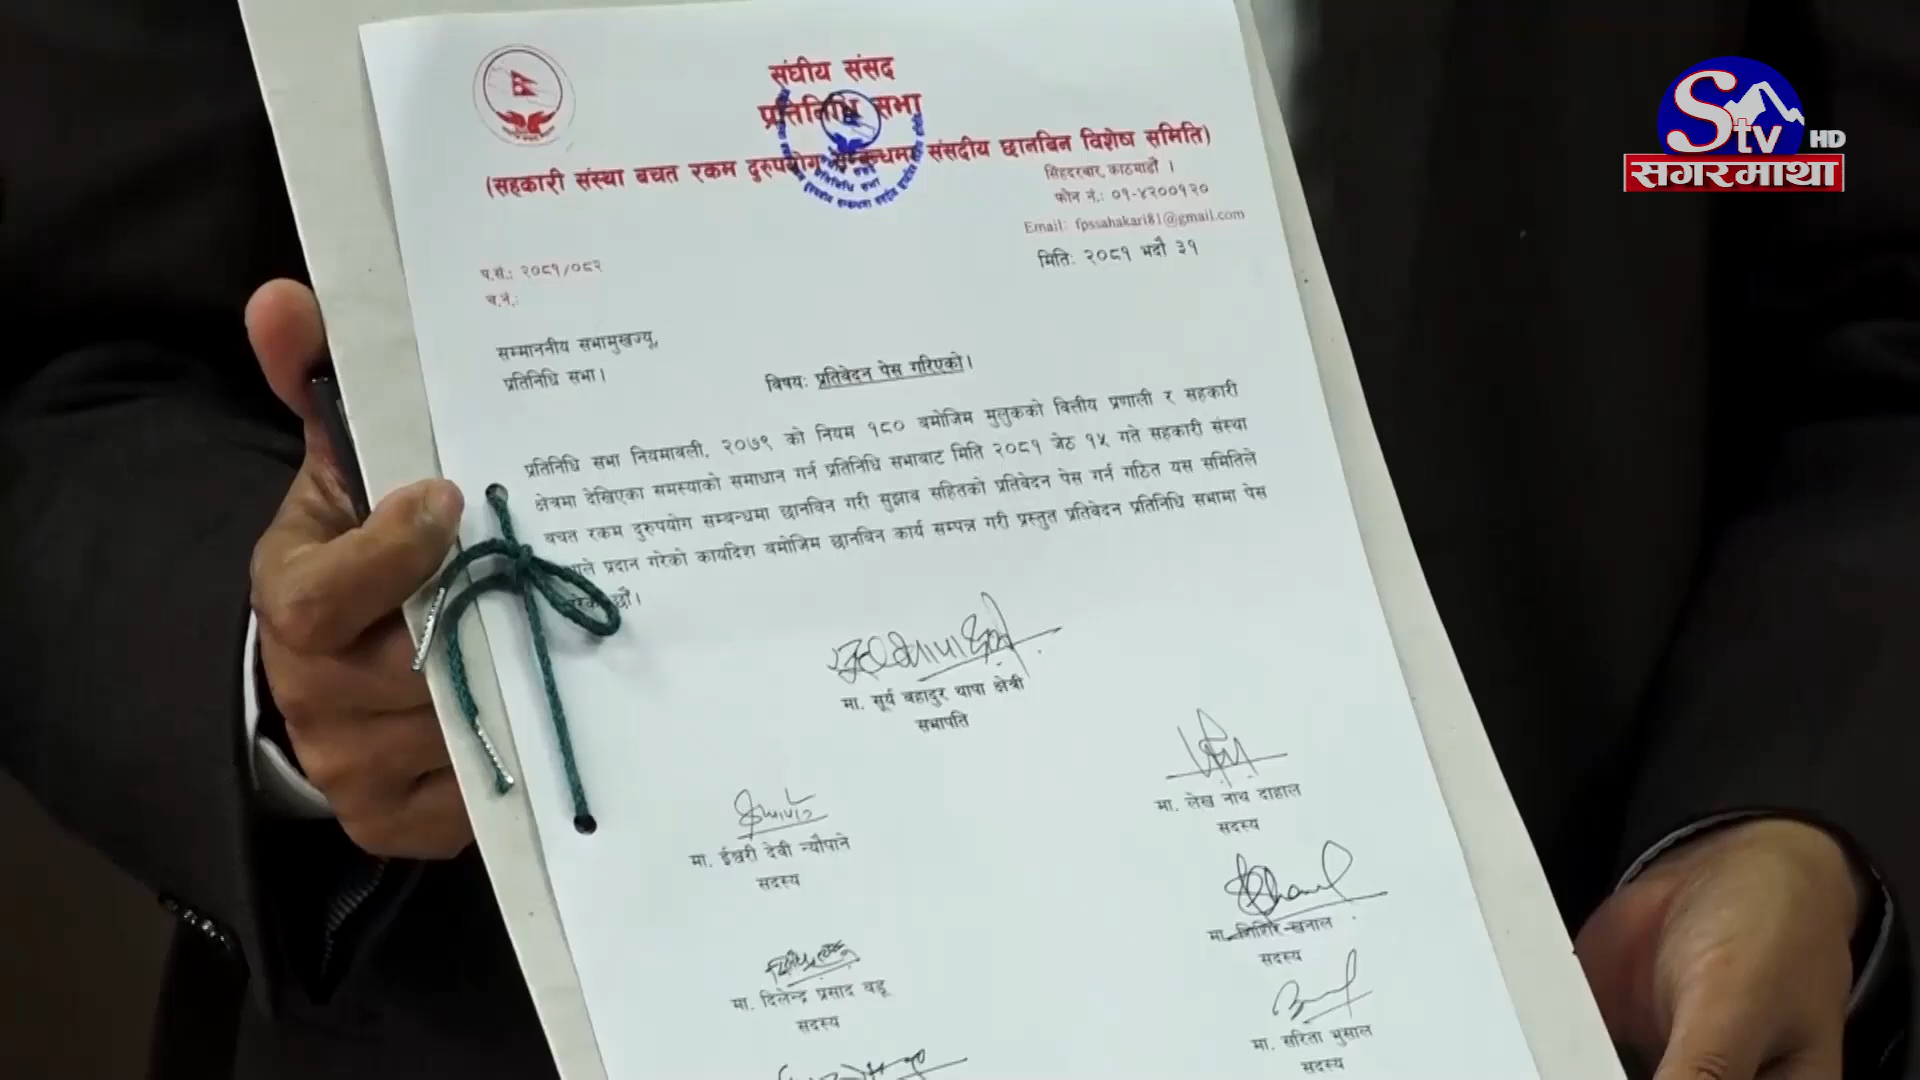 संघीय संसद
प्रतिनिधि सभा
(सहकारी संस्था बचत रकम दुरुपयोग सम्बन्धमा संसदीय छानबिन विशेष समिति)
सिंहदरबार, काठमाडौं ।
फोन नं.: ०१-४२००१२०
Email: fpssahakari81@gmail.com
मिति: २०८१ भदौ ३१
प.सं.: २०८१/०८२
च.नं.:
सम्माननीय सभामुखज्यू,
प्रतिनिधि सभा।
विषय: प्रतिवेदन पेस गरिएको।
प्रतिनिधि सभा नियमावली, २०७९ को नियम १८० बमोजिम मुलुकको वित्तीय प्रणाली र सहकारी
क्षेत्रमा देखिएका समस्याको समाधान गर्न प्रतिनिधि सभाबाट मिति २०८१ जेठ १५ गते सहकारी संस्था
बचत रकम दुरुपयोग सम्बन्धमा छानबिन गरी सुझाव सहितको प्रतिवेदन पेस गर्न गठित यस समितिले
प्रदान गरेको कार्यादेश बमोजिम छानबिन कार्य सम्पन्न गरी प्रस्तुत प्रतिवेदन प्रतिनिधि सभामा पेस
छौं।
मा. सूर्य बहादुर थापा क्षेत्री
सभापति
मा. लेख नाथ दाहाल
सदस्य
मा. ईश्वरी देवी न्यौपाने
सदस्य
मा. शिशिर खनाल
सदस्य
मा. दिलेन्द्र प्रसाद बडू
सदस्य
मा. सरिता भुसाल
सदस्य
Stv HD
सगरमाथा